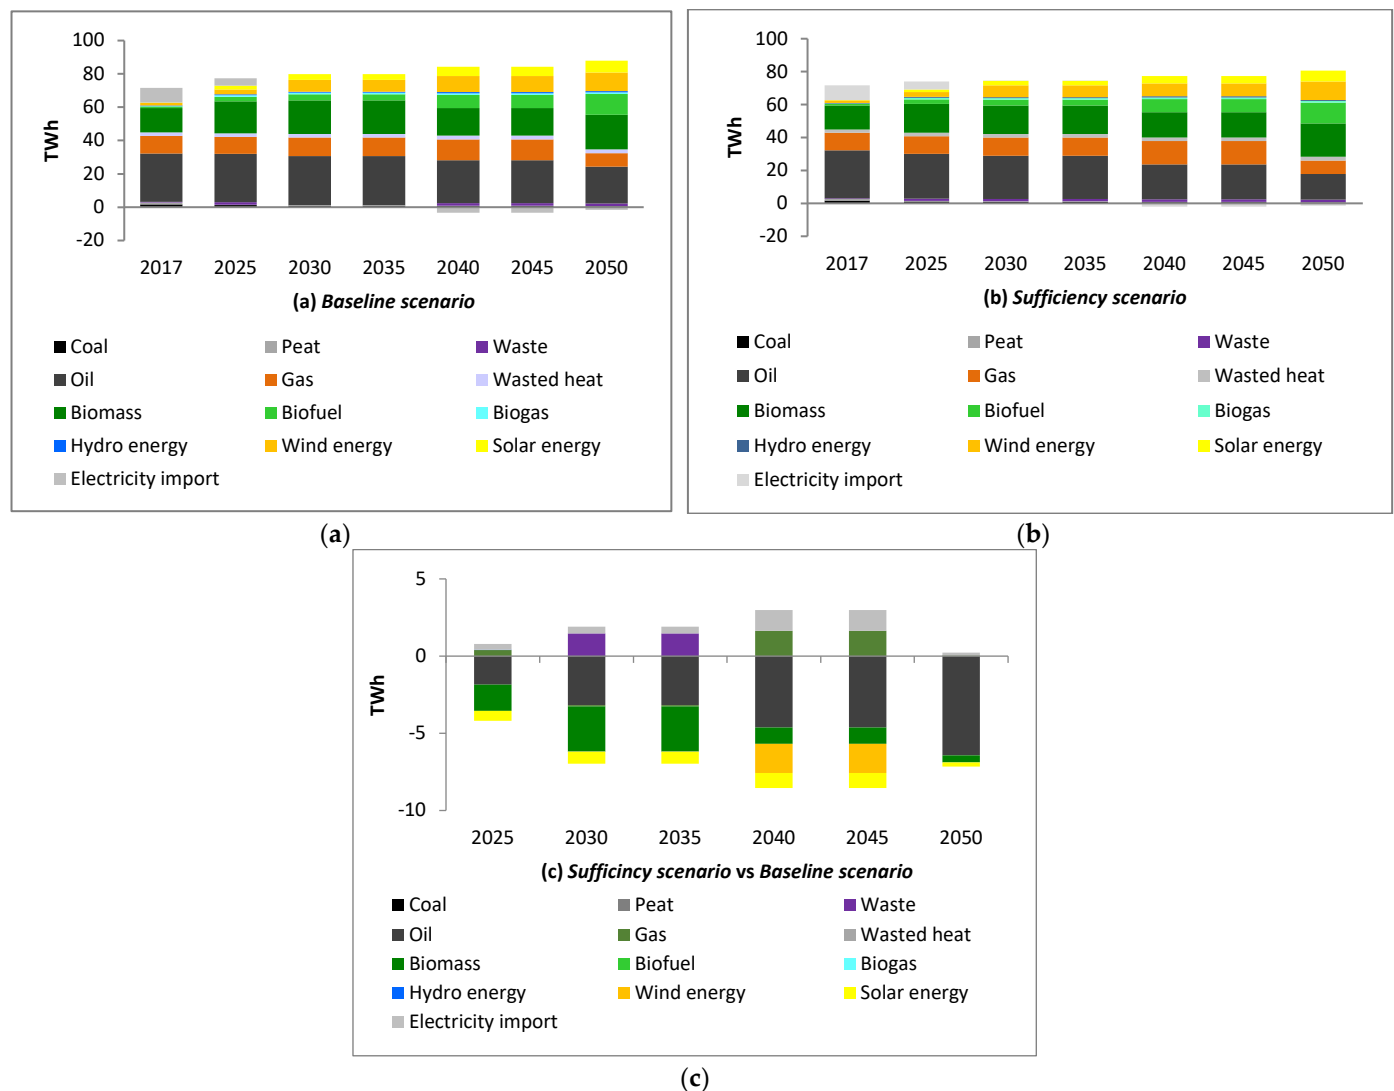 100
80
60
40
20
0
-20
TWh
2017 2025 2030 2035 2040 2045 2050
(a) Baseline scenario
Coal Peat Waste
Oil Gas Wasted heat
Biomass Biofuel Biogas
Hydro energy Wind energy Solar energy
Electricity import
(a)
100
80
60
40
20
0
-20
TWh
2017 2025 2030 2035 2040 2045 2050
(b) Sufficiency scenario
Coal Peat Waste
Oil Gas Wasted heat
Biomass Biofuel Biogas
Hydro energy Wind energy Solar energy
Electricity import
(b)
5
0
-5
-10
TWh
2025 2030 2035 2040 2045 2050
(c) Sufficincy scenario vs Baseline scenario
Coal Peat Waste
Oil Gas Wasted heat
Biomass Biofuel Biogas
Hydro energy Wind energy Solar energy
Electricity import
(c)